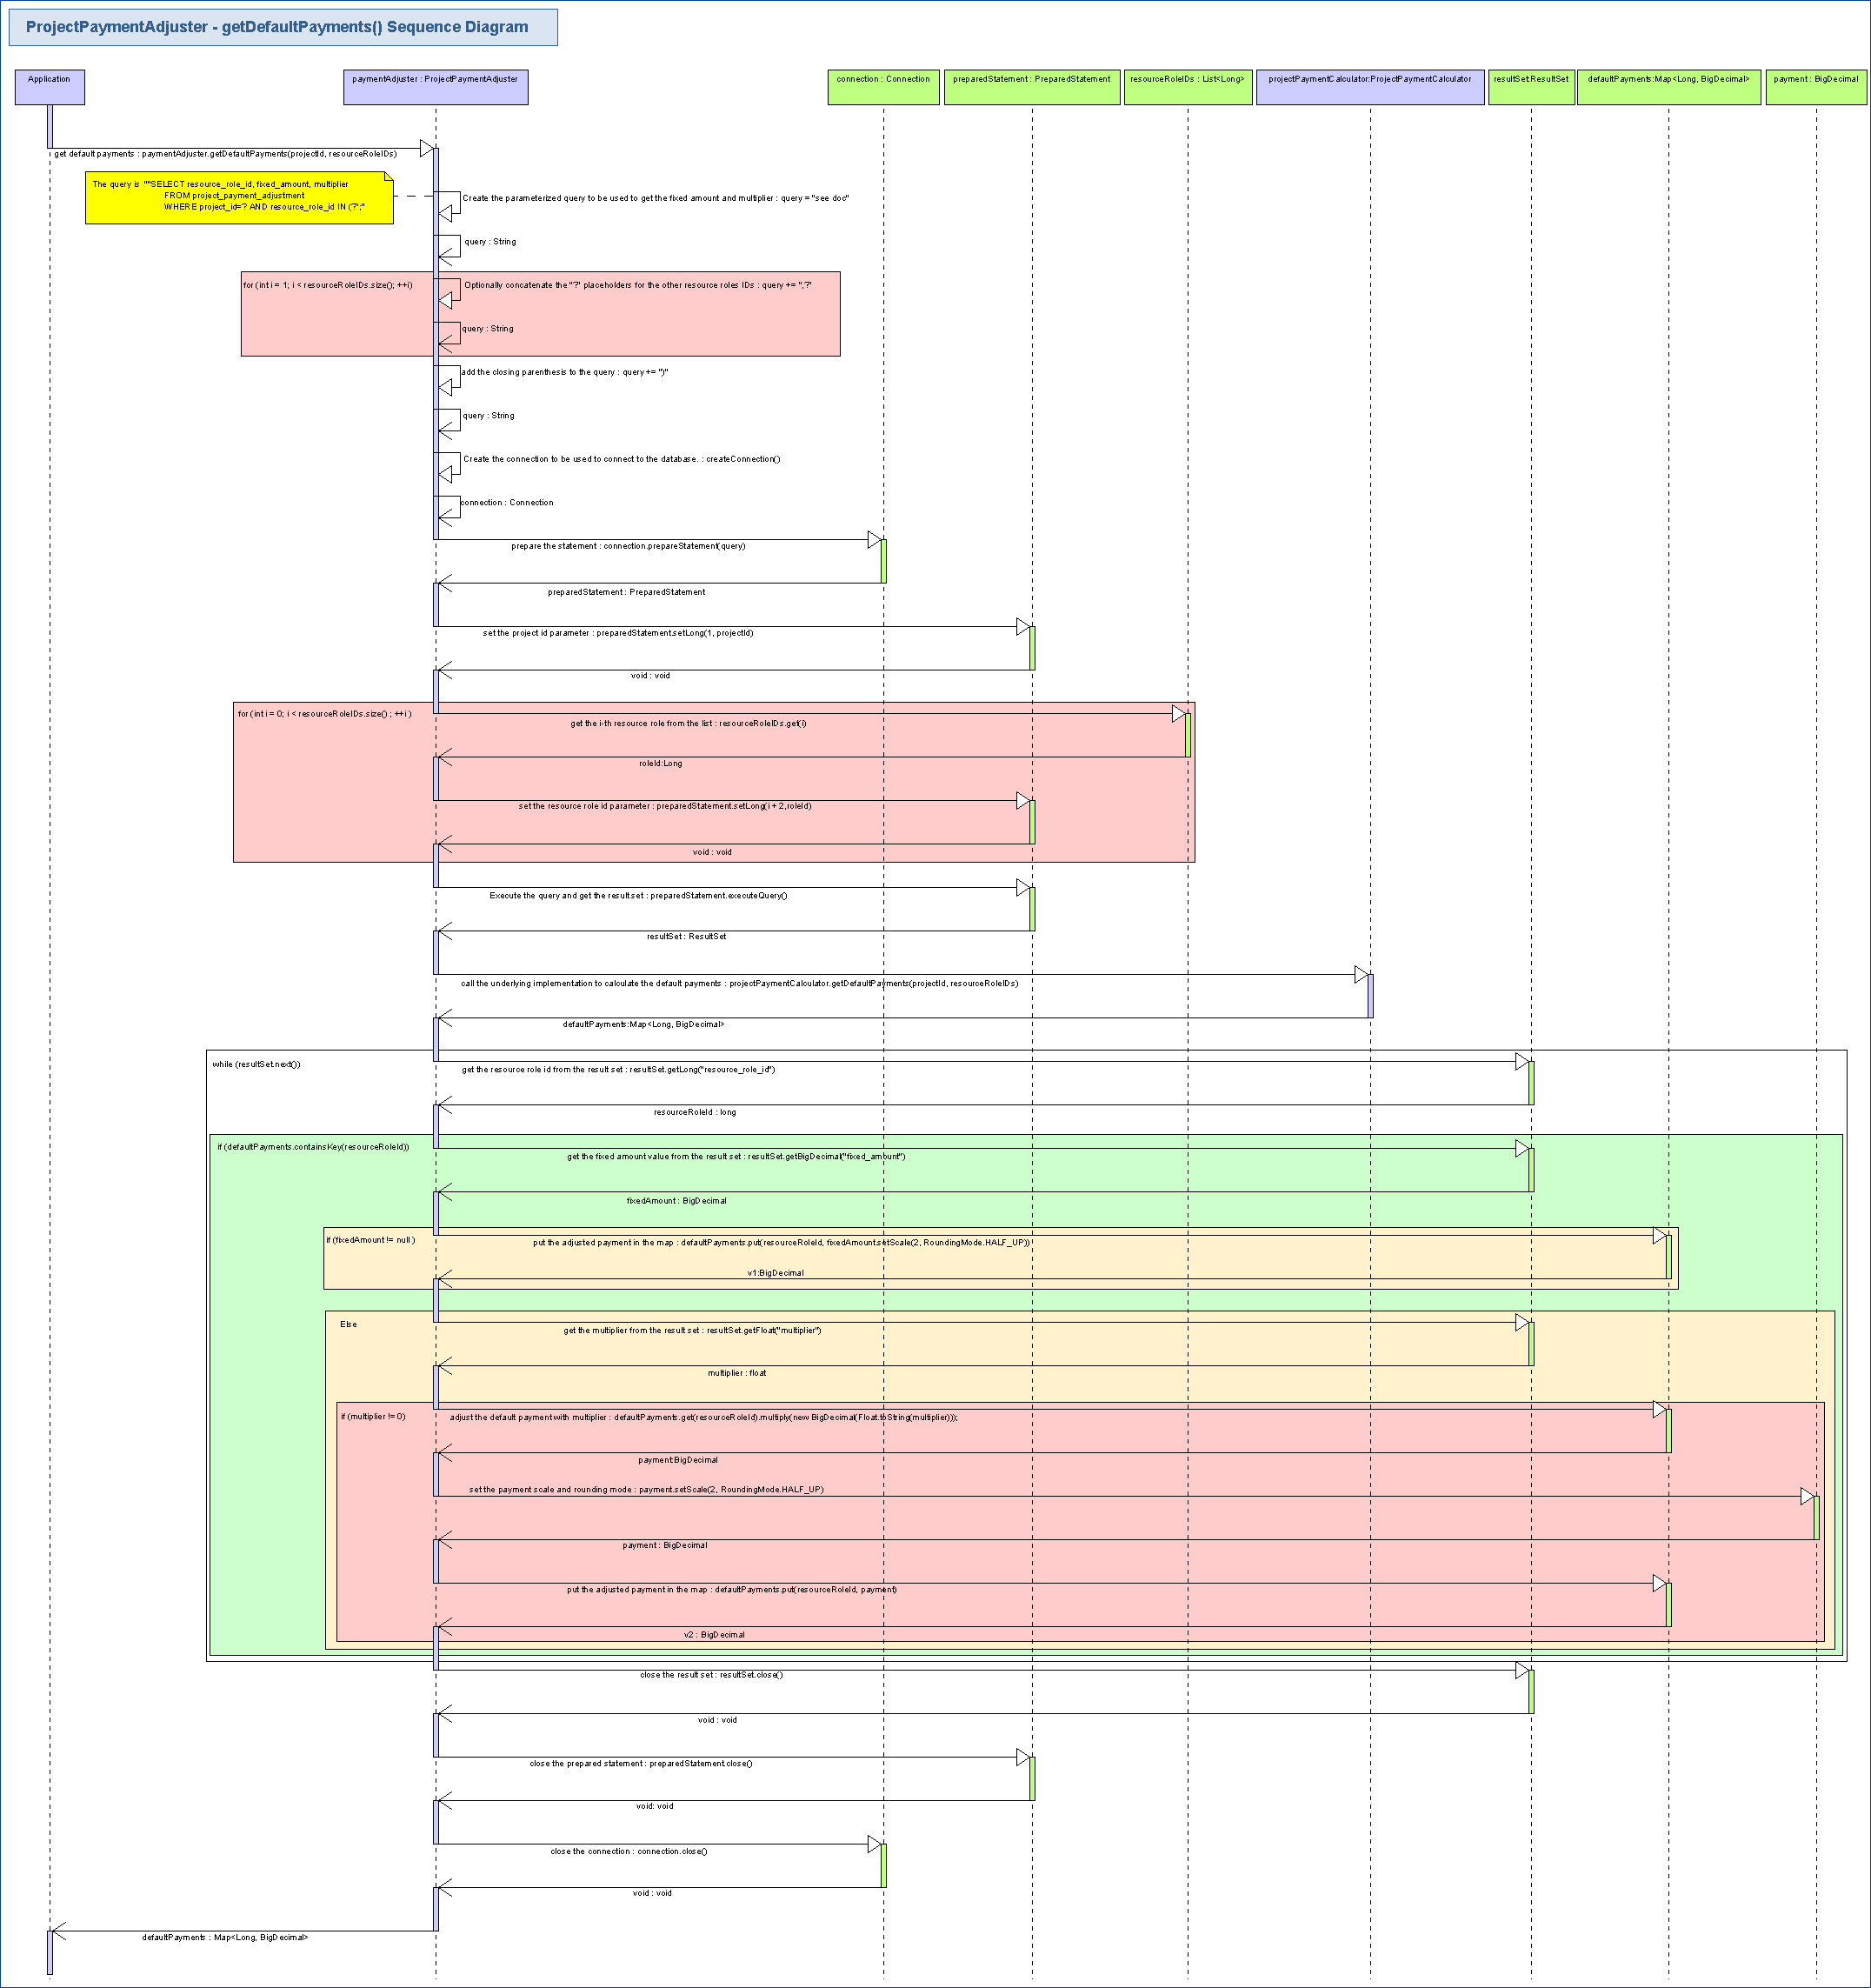 ProjectPaymentAdjuster - getDefaultPayments() Sequence Diagram
Application
paymentAdjuster : ProjectPaymentAdjuster
connection : Connection
preparedStatement : PreparedStatement
resourceRoleIDs : List<Long>
projectPaymentCalculator:ProjectPaymentCalculator
resultSet:ResultSet
defaultPayments:Map<Long, BigDecimal>
payment : BigDecimal
get default payments : paymentAdjuster.getDefaultPayments(projectId, resourceRoleIDs)
The query is ""SELECT resource_role_id, fixed_amount, multiplier
FROM project_payment_adjustment
WHERE project_id=? AND resource_role_id IN (?";"
Create the parameterized query to be used to get the fixed amount and multiplier : query = "see doc"
query : String
for (int i = 1; i < resourceRoleIDs.size(); ++i)
Optionally concatenate the "?' placeholders for the other resource roles IDs : query += ",?'
query : String
add the closing parenthesis to the query : query += ")"
query : String
Create the connection to be used to connect to the database. : createConnection()
connection : Connection
prepare the statement : connection.prepareStatement(query)
preparedStatement : PreparedStatement
set the project id parameter : preparedStatement.setLong(1, projectId)
void : void
for (int i = 0; i < resourceRoleIDs.size() ; ++i )
get the i-th resource role from the list : resourceRoleIDs.get(i)
roleId:Long
set the resource role id parameter : preparedStatement.setLong(i + 2,roleId)
void : void
Execute the query and get the result set : preparedStatement.executeQuery()
resultSet : ResultSet
call the underlying implementation to calculate the default payments : projectPaymentCalculator.getDefaultPayments(projectId, resourceRoleIDs)
defaultPayments:Map<Long, BigDecimal>
while (resultSet.next())
get the resource role id from the result set : resultSet.getLong("resource_role_id")
resourceRoleId : long
if (defaultPayments.containsKey(resourceRoleId))
get the fixed amount value from the result set : resultSet.getBigDecimal("fixed_amount")
fixedAmount : BigDecimal
if (fixedAmount != null )
put the adjusted payment in the map : defaultPayments.put(resourceRoleId, fixedAmount.setScale(2, RoundingMode.HALF_UP))
v1:BigDecimal
Else
get the multiplier from the result set : resultSet.getFloat("multiplier")
multiplier : float
if (multiplier != 0)
adjust the default payment with multiplier : defaultPayments.get(resourceRoleId).multiply(new BigDecimal(Float.toString(multiplier)));
payment:BigDecimal
set the payment scale and rounding mode : payment.setScale(2, RoundingMode.HALF_UP)
payment : BigDecimal
put the adjusted payment in the map : defaultPayments.put(resourceRoleId, payment)
v2 : BigDecimal
close the result set : resultSet.close()
void : void
close the prepared statement : preparedStatement.close()
void: void
close the connection : connection.close()
void : void
defaultPayments : Map<Long, BigDecimal>